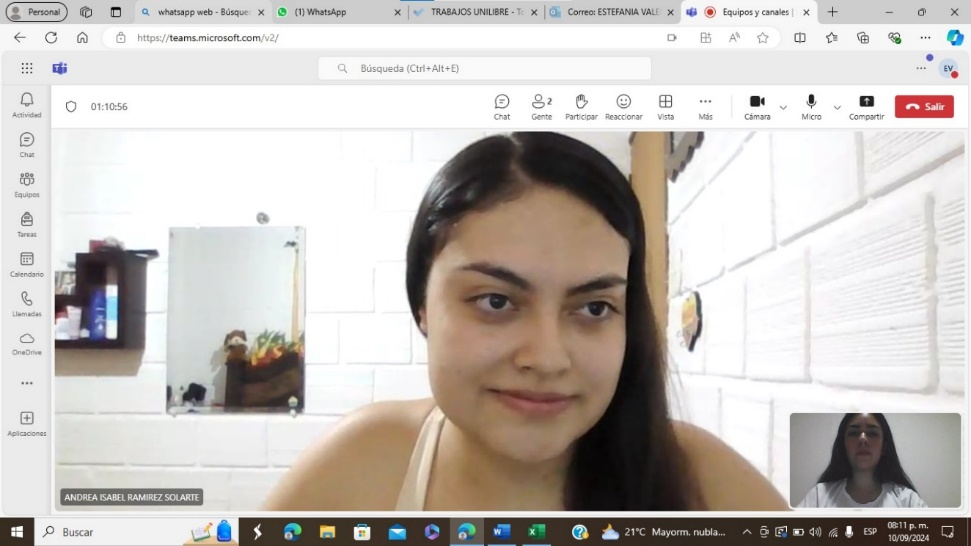 Personal
whatsapp web - Búsque
(1) WhatsApp
TRABAJOS UNILIBRE - T
Correo: ESTEFANIA VALE
Equipos y canales |
https://teams.microsoft.com/v2/
Búsqueda (Ctrl+Alt+E)
EV
01:10:56
Chat
Gente
2
Participar
Reaccionar
Vista
Más
Cámara
Micro
Compartir
Salir
Actividad
Chat
Equipos
Tareas
Calendario
Llamadas
OneDrive
Aplicaciones
ANDREA ISABEL RAMIREZ SOLARTE
Buscar
21°C Mayorm. nubla...
ESP
08:11 p. m.
10/09/2024